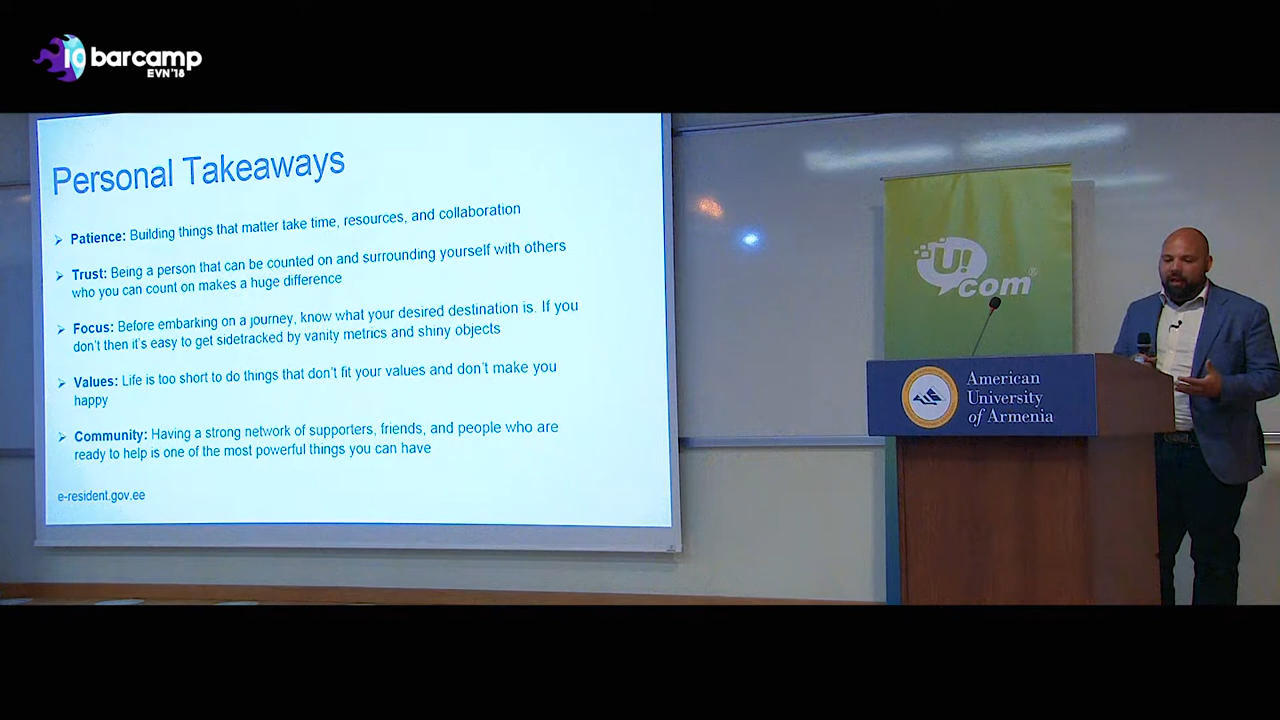 10 barcamp
EVN'18
Personal Takeaways
➢ Patience: Building things that matter take time, resources, and collaboration
➢ Trust: Being a person that can be counted on and surrounding yourself with others
who you can count on makes a huge difference
➢ Focus: Before embarking on a journey, know what your desired destination is. If you
don't then it's easy to get sidetracked by vanity metrics and shiny objects
➢ Values: Life is too short to do things that don't fit your values and don't make you
happy
➢ Community: Having a strong network of supporters, friends, and people who are
ready to help is one of the most powerful things you can have
e-resident.gov.ee
U!
com®
American
University
of Armenia